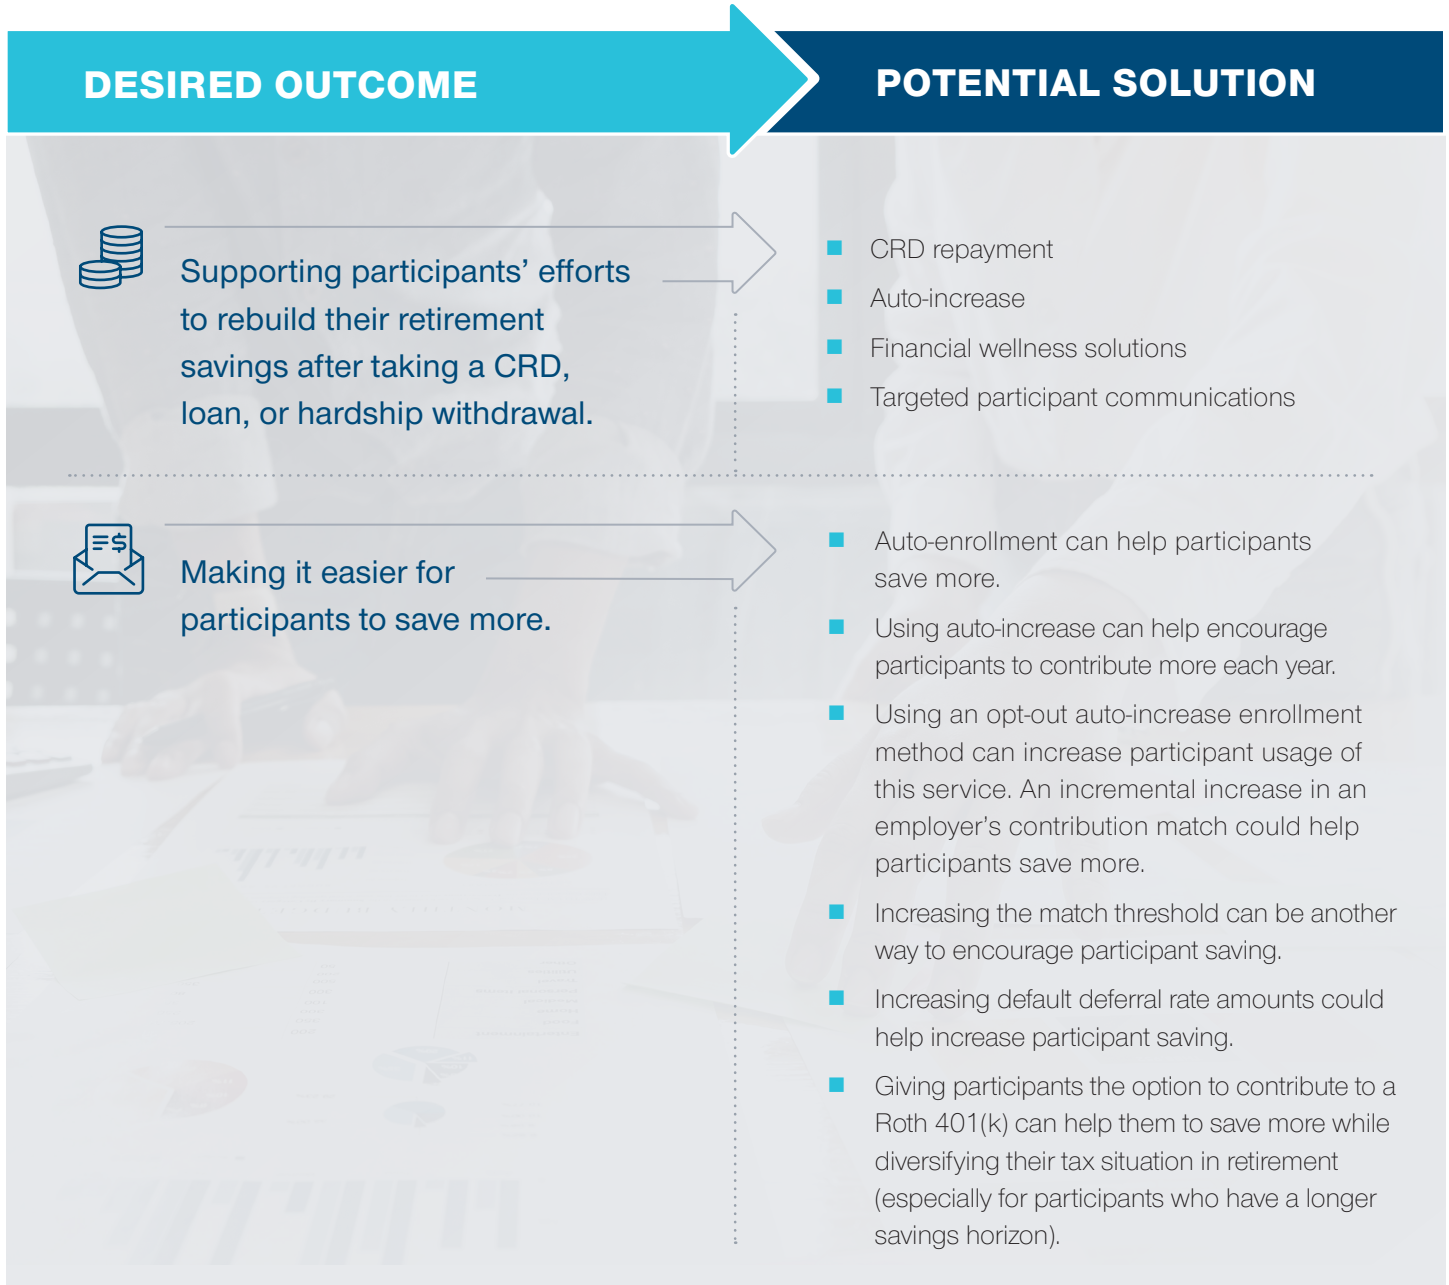 DESIRED OUTCOME
POTENTIAL SOLUTION
Supporting participants’ efforts
to rebuild their retirement
savings after taking a CRD,
loan, or hardship withdrawal.
CRD repayment
Auto-increase
Financial wellness solutions
Targeted participant communications
Making it easier for
participants to save more.
Auto-enrollment can help participants
save more.
Using auto-increase can help encourage
participants to contribute more each year.
Using an opt-out auto-increase enrollment
method can increase participant usage of
this service. An incremental increase in an
employer’s contribution match could help
participants save more.
Increasing the match threshold can be another
way to encourage participant saving.
Increasing default deferral rate amounts could
help increase participant saving.
Giving participants the option to contribute to a
Roth 401(k) can help them to save more while
diversifying their tax situation in retirement
(especially for participants who have a longer
savings horizon).